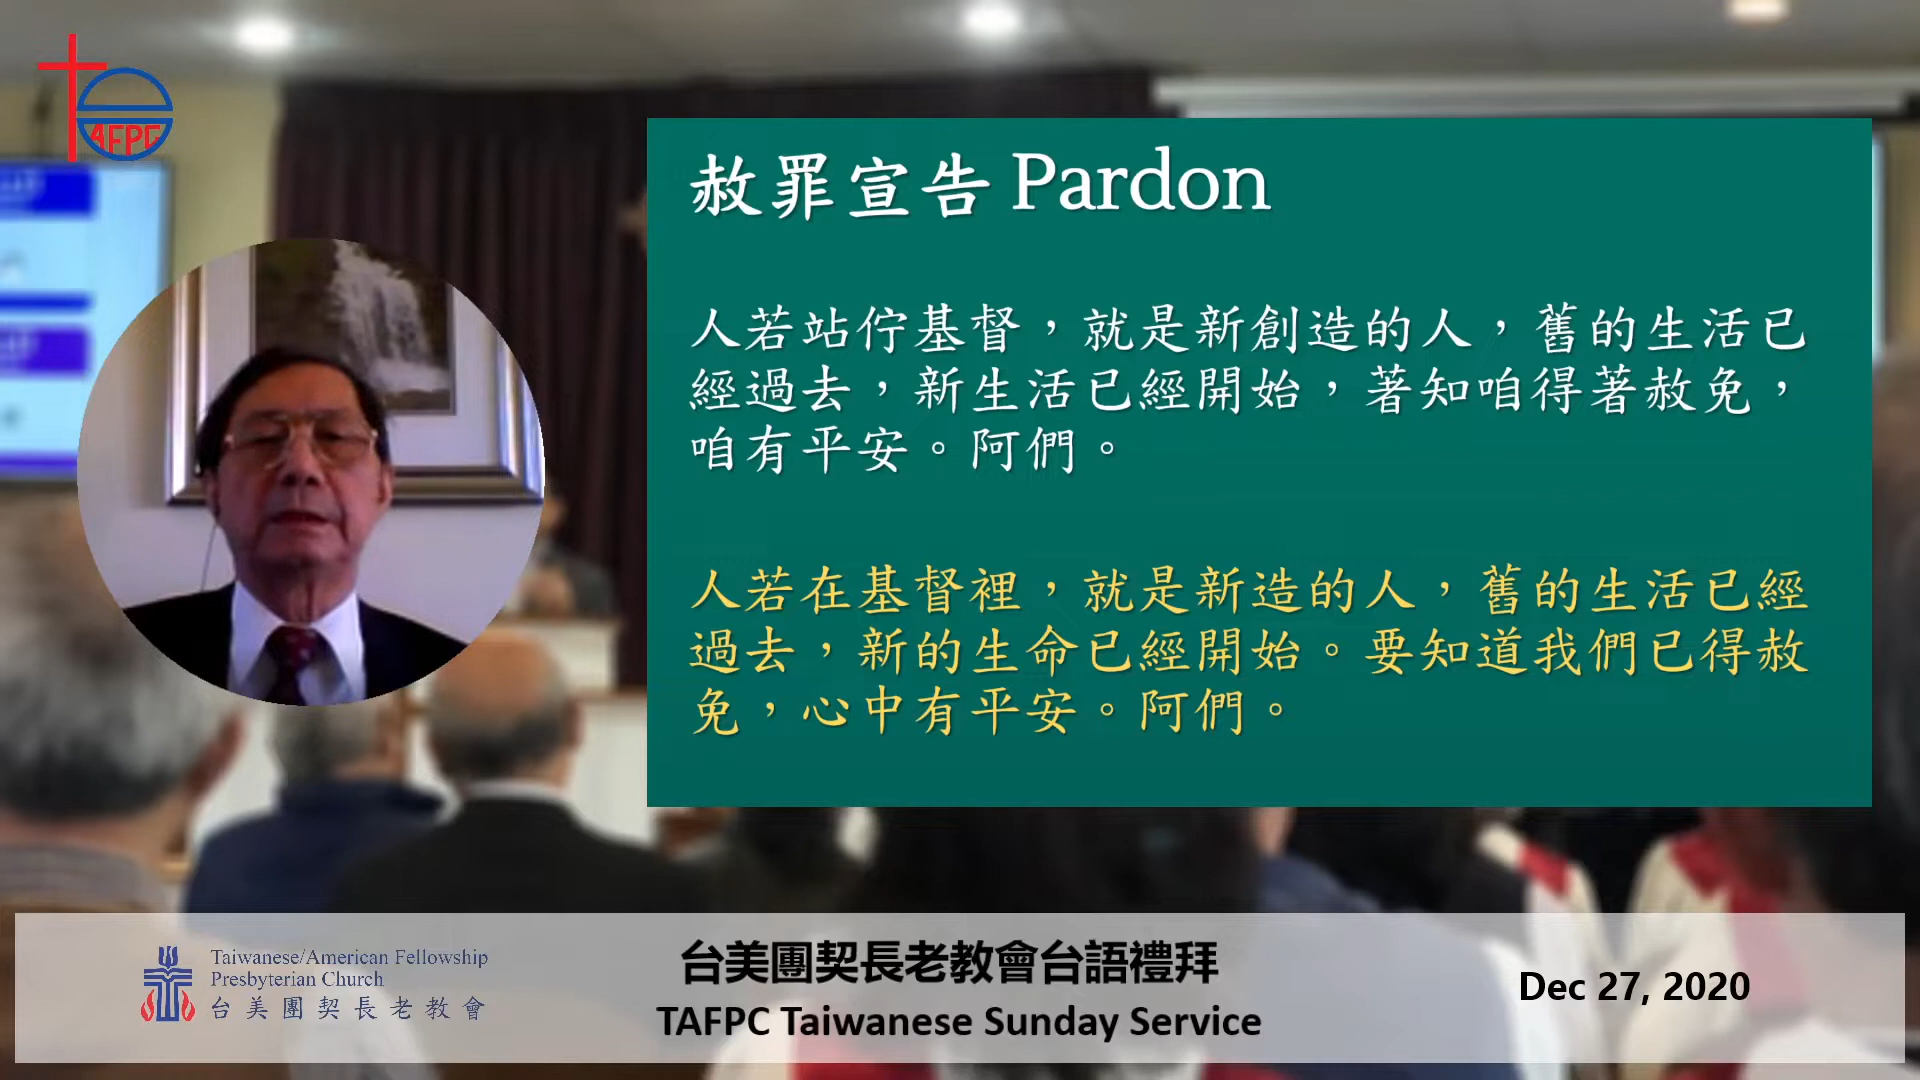 AFPC
赦罪宣告 Pardon
人若站佇基督，就是新創造的人，舊的生活已
經過去，新生活已經開始，著知咱得著赦免，
咱有平安。阿們。
人若在基督裡，就是新造的人，舊的生活已經
過去，新的生命已經開始。要知道我們已得赦
免，心中有平安。阿們。
Taiwanese/American Fellowship
Presbyterian Church
台美團契長老教會
台美團契長老教會台語禮拜
TAFPC Taiwanese Sunday Service
Dec 27, 2020